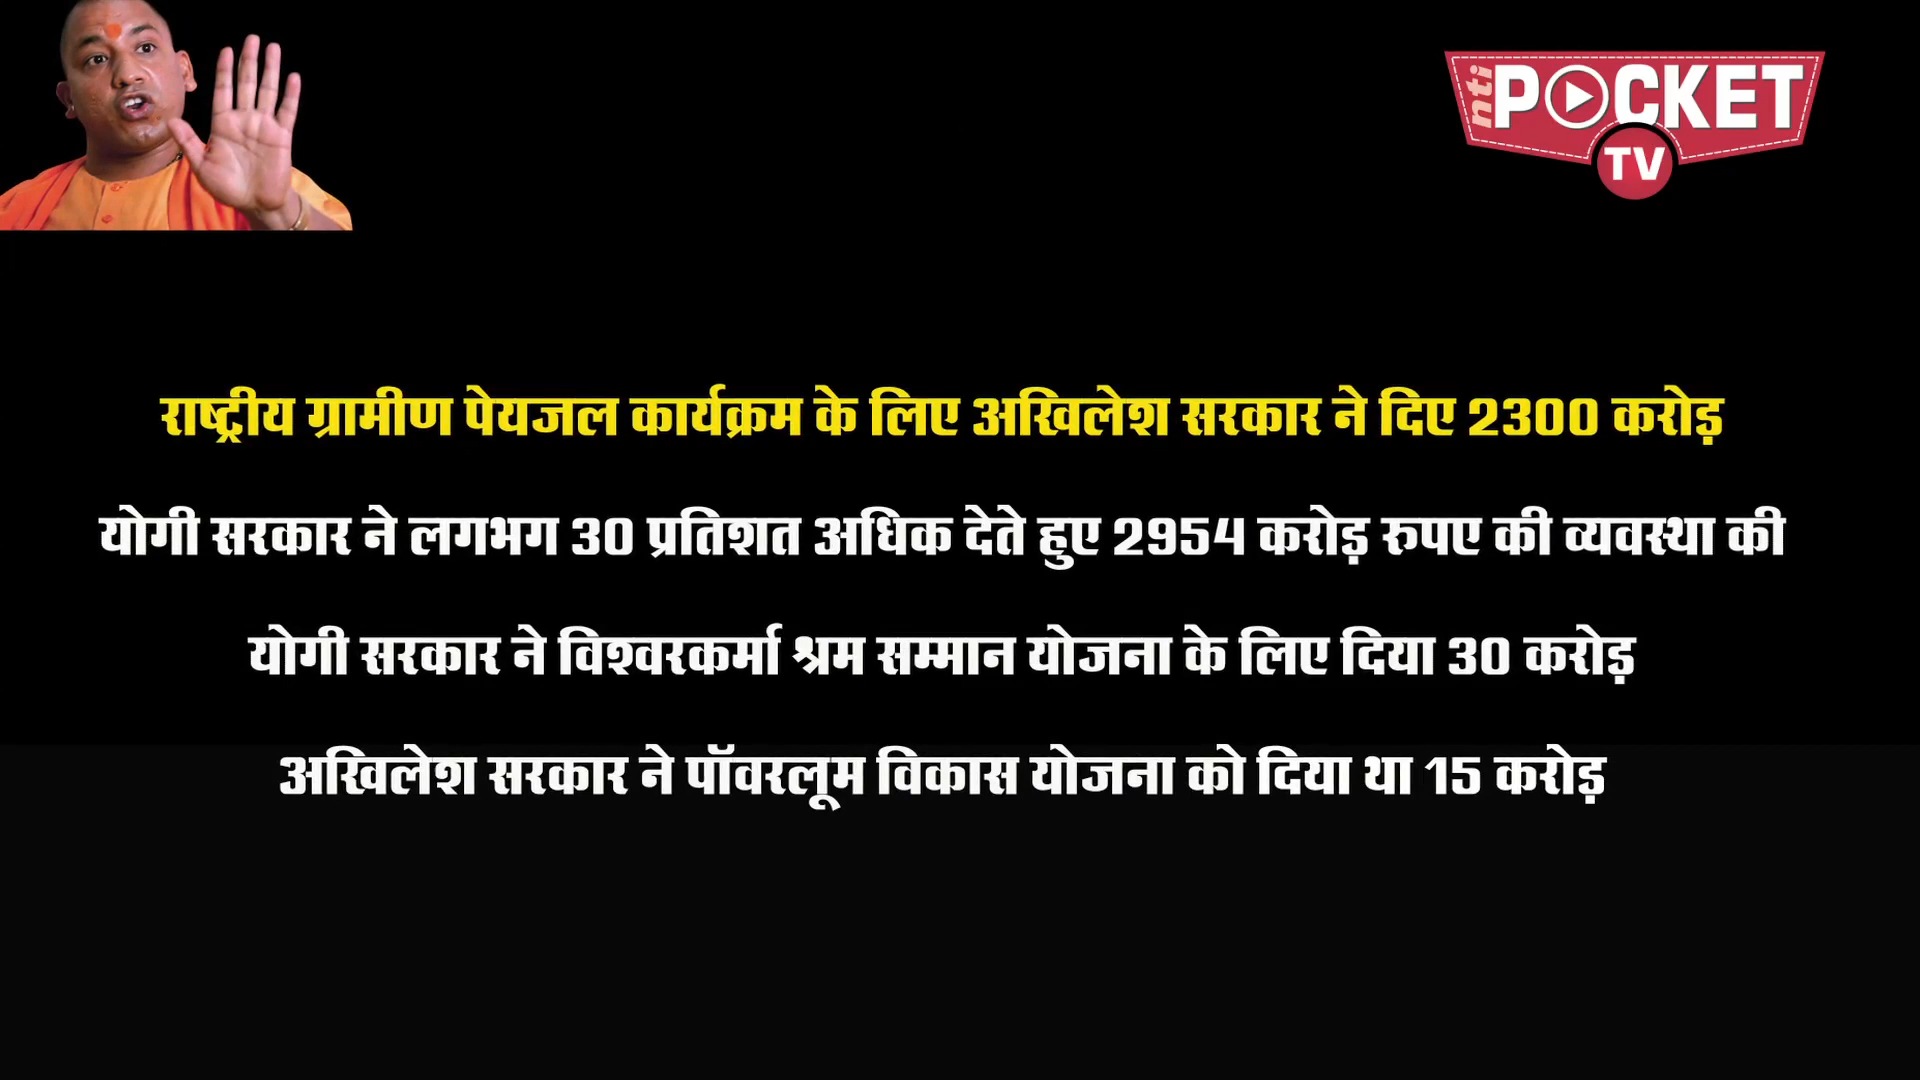 nti POCKET
TV
राष्ट्रीय ग्रामीण पेयजल कार्यक्रम के लिए अखिलेश सरकार ने दिए 2300 करोड़
योगी सरकार ने लगभग 30 प्रतिशत अधिक देते हुए 2954 करोड़ रुपए की व्यवस्था की
योगी सरकार ने विश्वरकर्मा श्रम सम्मान योजना के लिए दिया 30 करोड़
अखिलेश सरकार ने पॉवरलूम विकास योजना को दिया था 15 करोड़